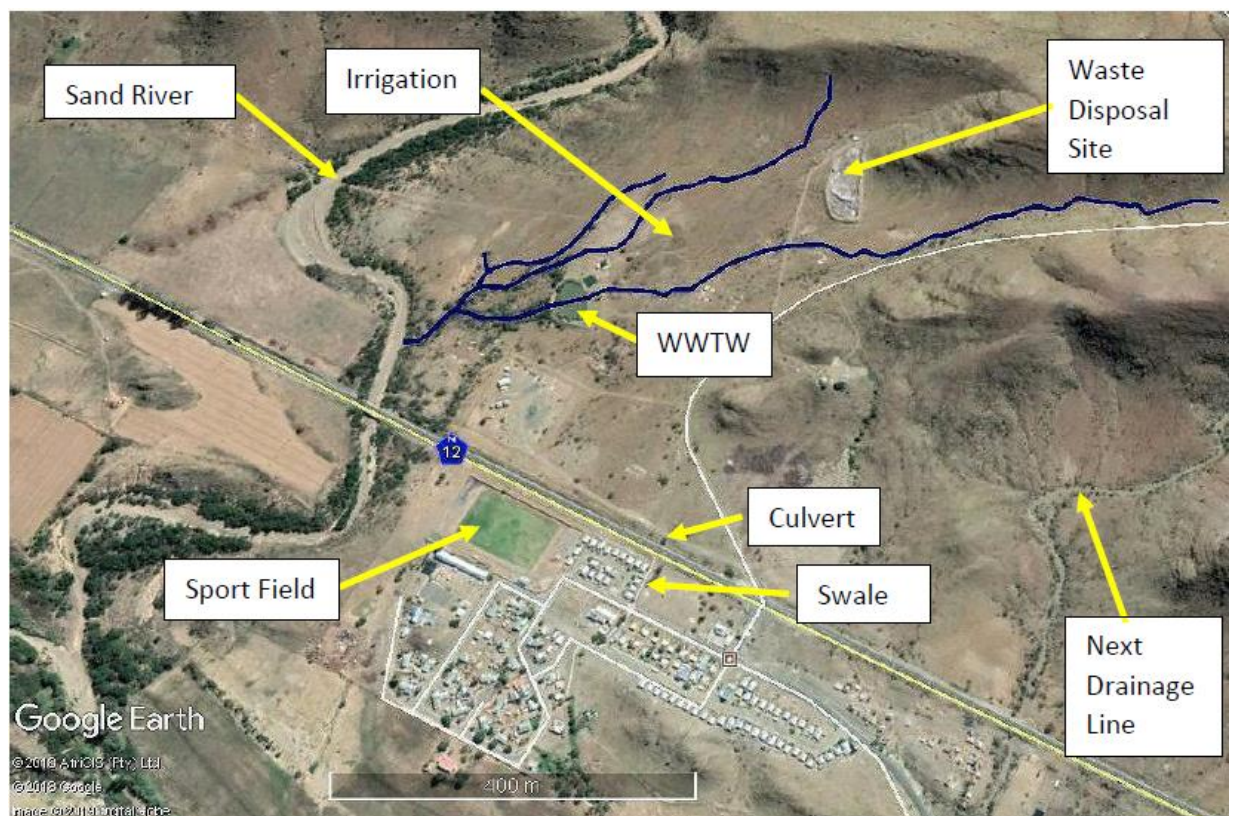 Sand River
Irrigation
Waste
Disposal
Site
WWTW
N
12
Culvert
Sport Field
Swale
Next
Drainage
Line
Google Earth
© 2018 AfriGIS (Pty) Ltd.
© 2018 Google
400 m